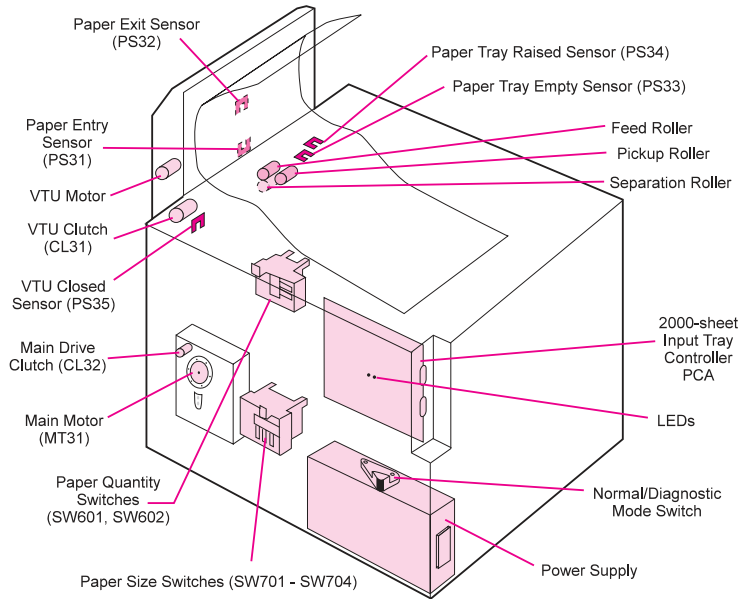 Paper Exit Sensor
(PS32)
Paper Tray Raised Sensor (PS34)
Paper Tray Empty Sensor (PS33)
Paper Entry
Sensor
(PS31)
Feed Roller
Pickup Roller
Separation Roller
VTU Motor
VTU Clutch
(CL31)
VTU Closed
Sensor (PS35)
2000-sheet
Input Tray
Controller
PCA
Main Drive
Clutch (CL32)
LEDs
Main Motor
(MT31)
Paper Quantity
Switches
(SW601, SW602)
Normal/Diagnostic
Mode Switch
Power Supply
Paper Size Switches (SW701 - SW704)